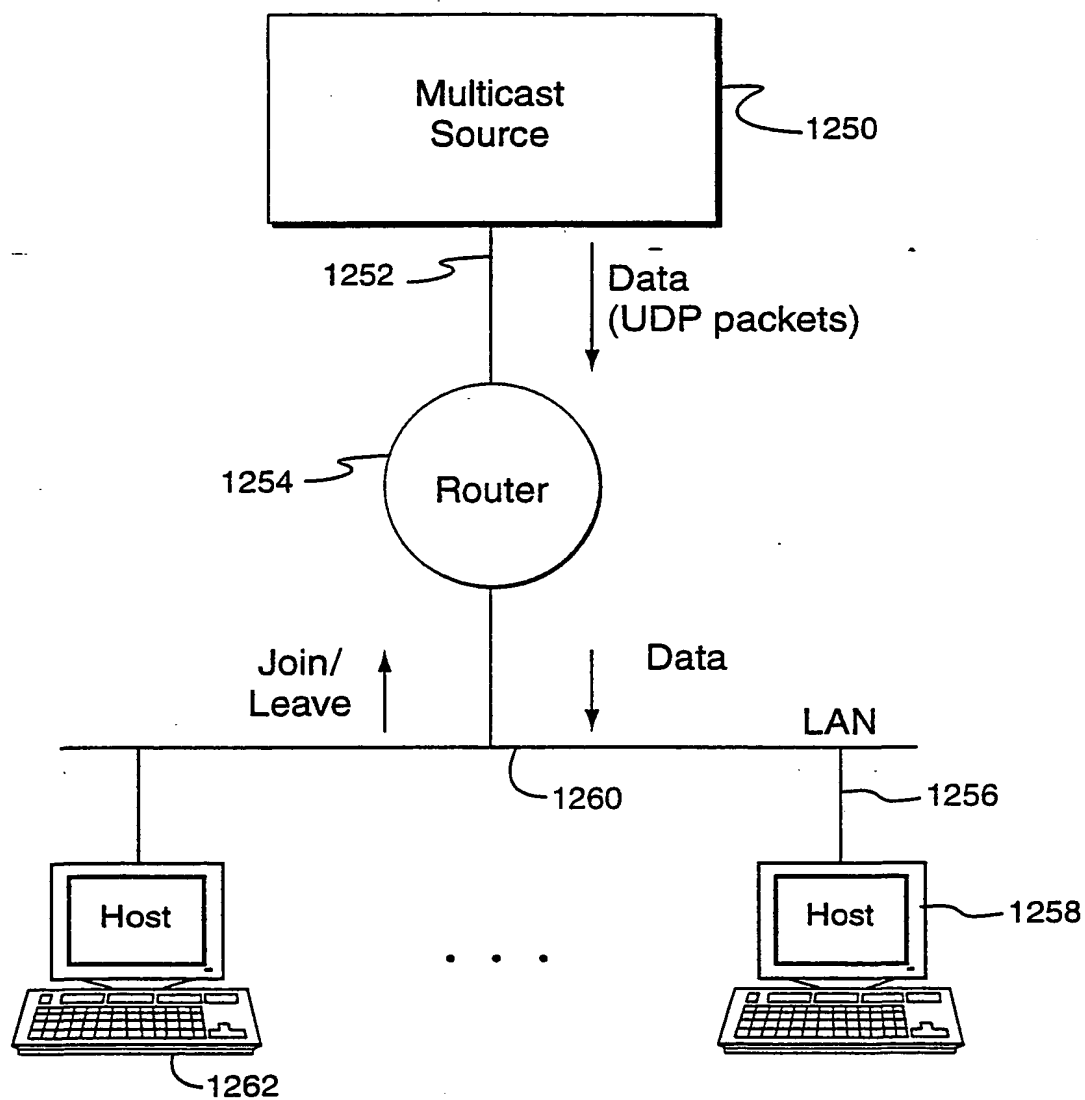 Multicast
Source
1250
1252
Data
(UDP packets)
1254
Router
Join/
Leave
Data
LAN
1260
1256
Host
Host
1258
1262